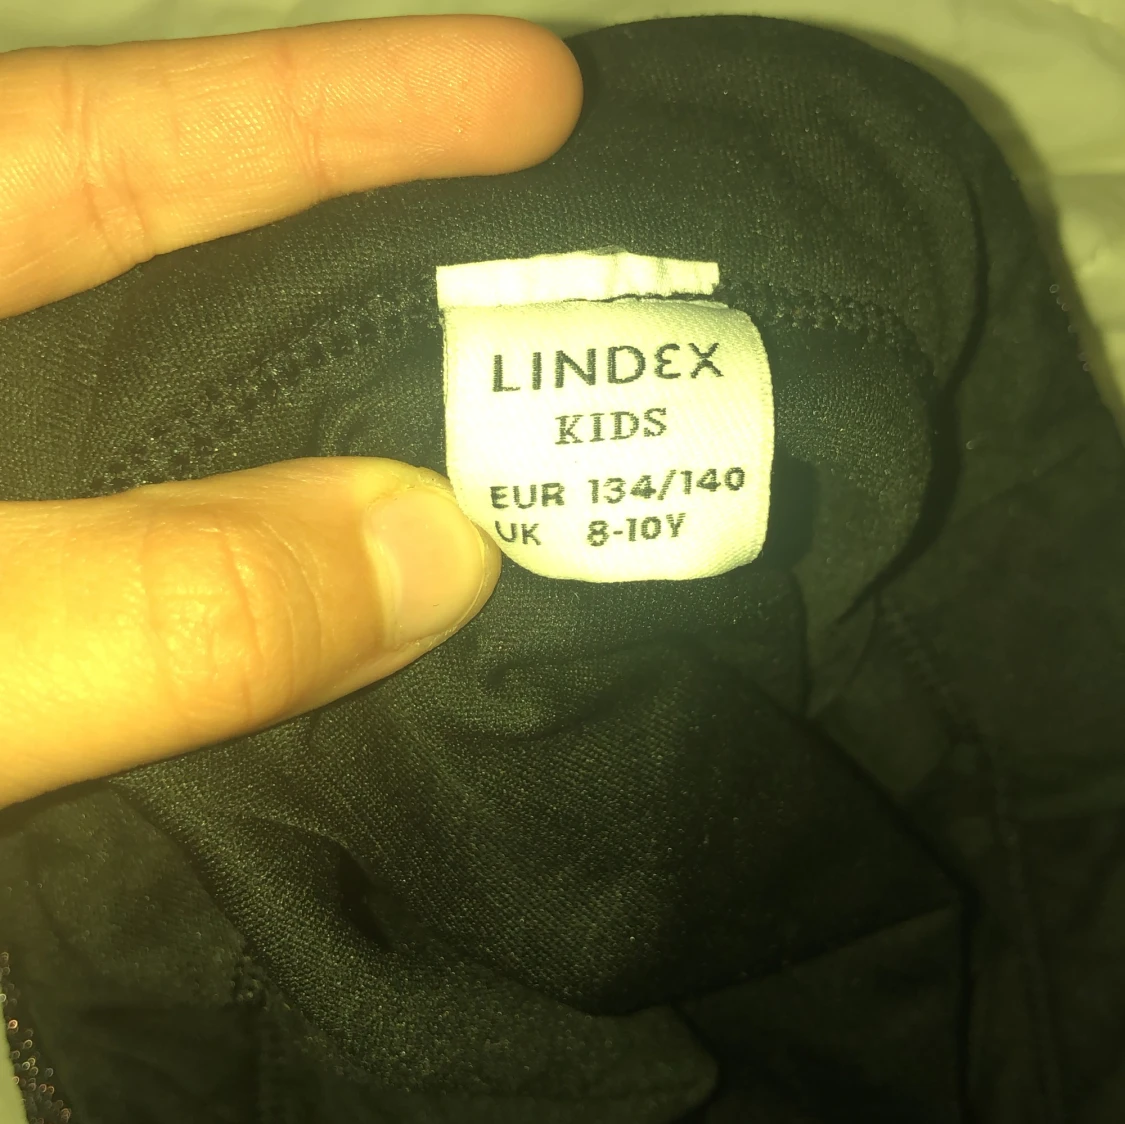 LINDEX
KIDS
EUR 134/140
UK 8-10Y